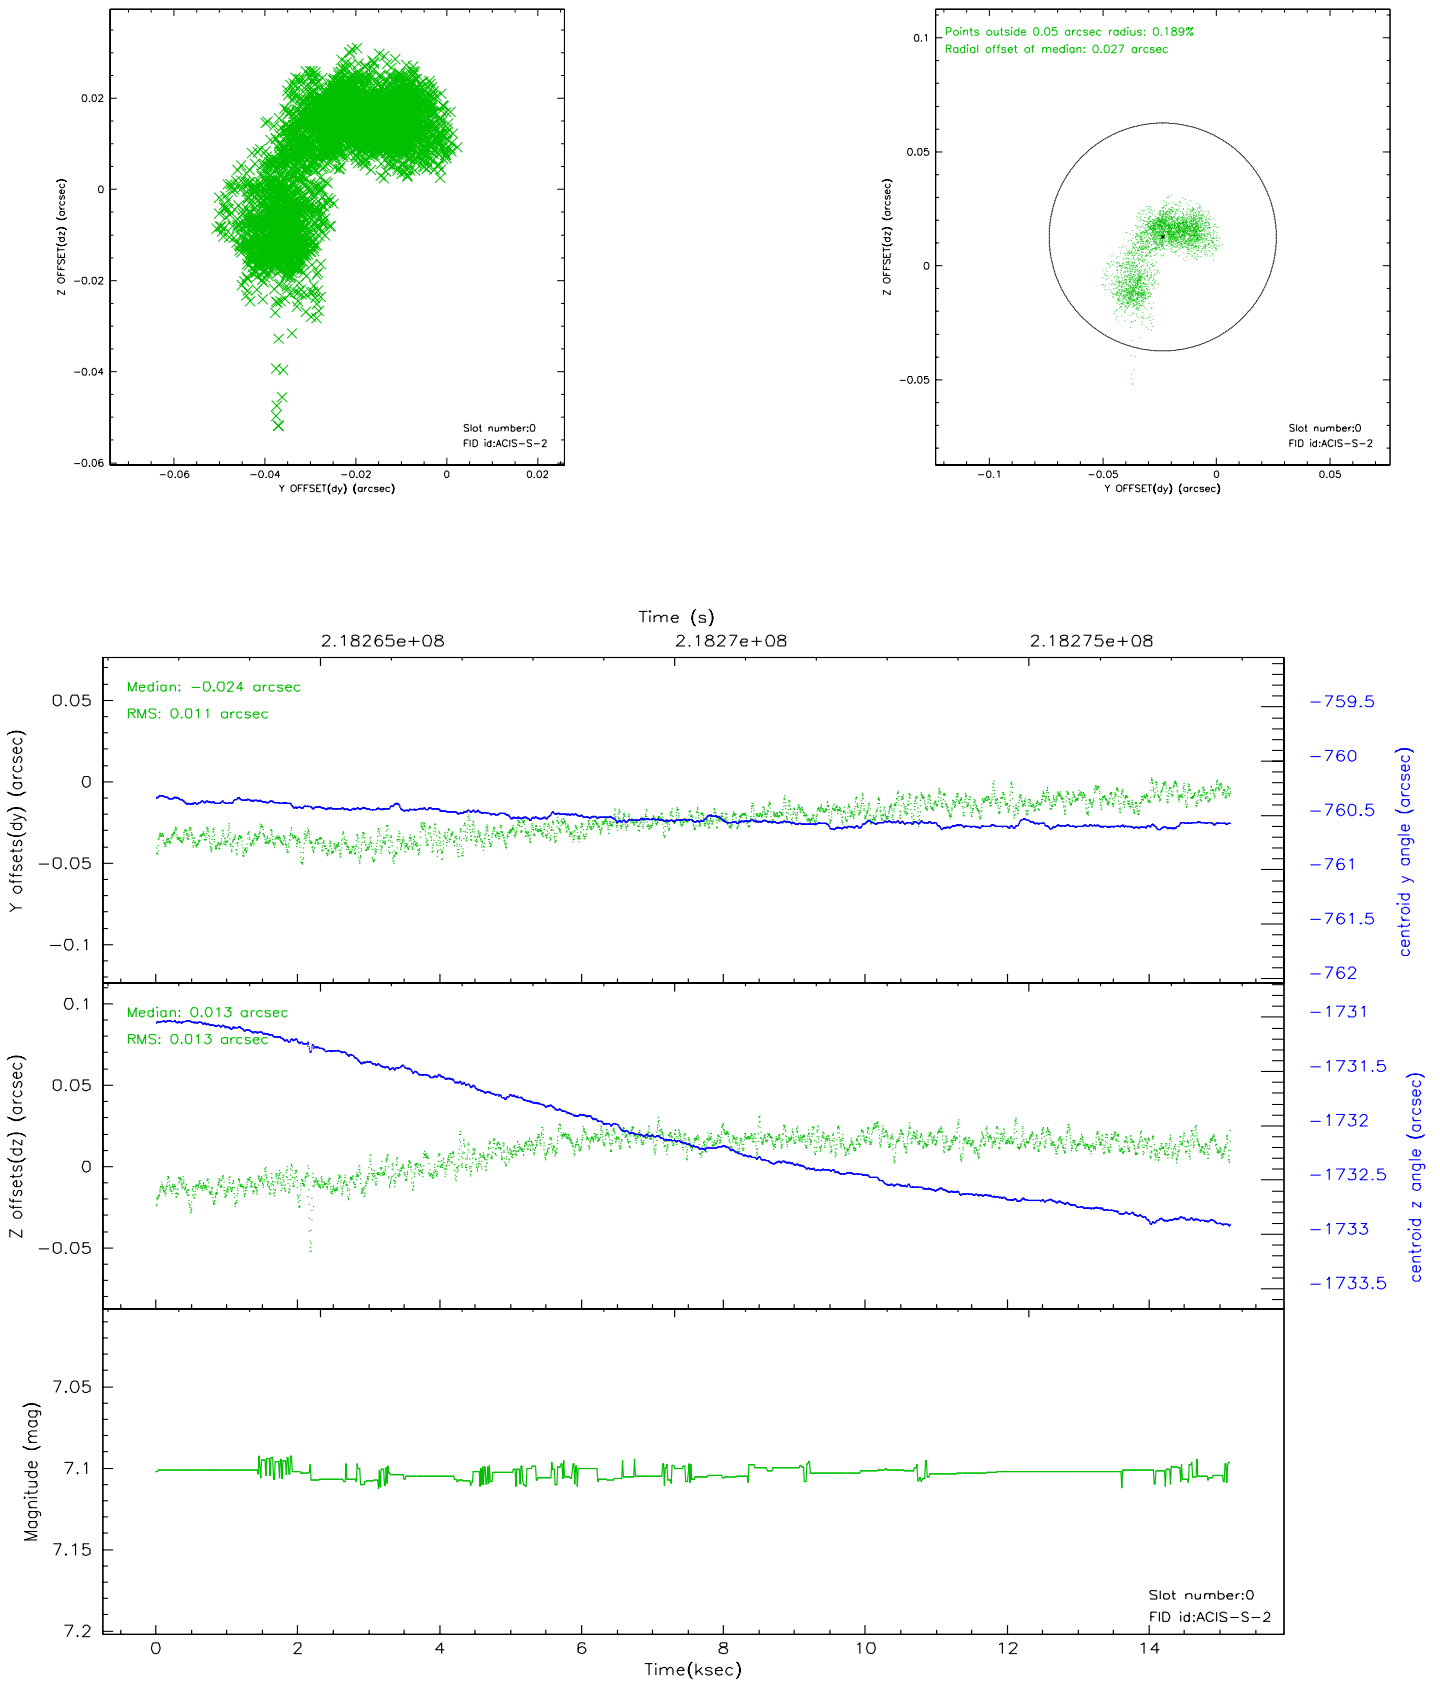 0.02
0
-0.02
-0.04
-0.06
Z OFFSET(dz) (arcsec)
Slot number:0
FID id:ACIS-S-2
-0.06
-0.04
-0.02
0
0.02
Y OFFSET(dy) (arcsec)
Points outside 0.05 arcsec radius: 0.189%
Radial offset of median: 0.027 arcsec
0.1
0.05
0
-0.05
Z OFFSET(dz) (arcsec)
Slot number:0
FID id:ACIS-S-2
-0.1
-0.05
0
0.05
Y OFFSET(dy) (arcsec)
Time (s)
2.18265e+08
2.1827e+08
2.18275e+08
Median: -0.024 arcsec
RMS: 0.011 arcsec
0.05
0
-0.05
-0.1
Y offsets(dy) (arcsec)
-759.5
-760
-760.5
-761
-761.5
-762
centroid y angle (arcsec)
Median: 0.013 arcsec
RMS: 0.013 arcsec
0.1
0.05
0
-0.05
Z offsets(dz) (arcsec)
-1731
-1731.5
-1732
-1732.5
-1733
-1733.5
centroid z angle (arcsec)
7.05
7.1
7.15
7.2
Magnitude (mag)
Slot number:0
FID id:ACIS-S-2
0
2
4
6
8
10
12
14
Time(ksec)